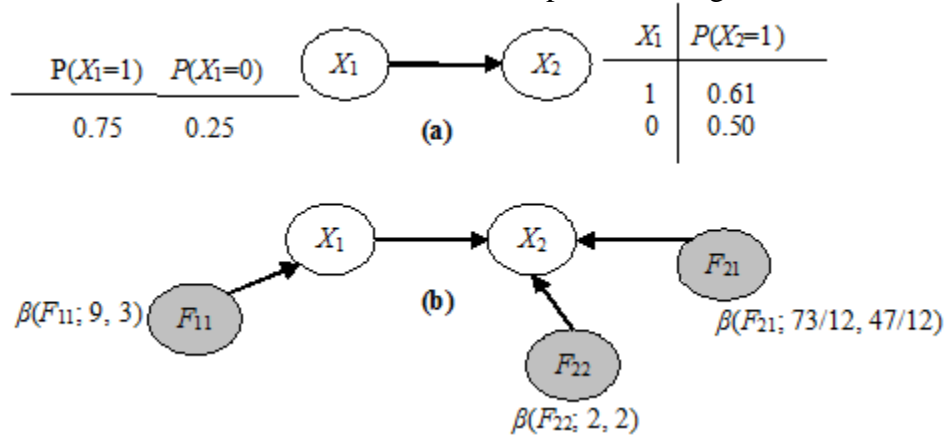 P(X1=1) P(X1=0)
0.75 0.25
X1
X2
X1 P(X2=1)
1 0.61
0 0.50
(a)
X1
X2
F11
β(F11; 9, 3)
(b)
F21
β(F21; 73/12, 47/12)
F22
β(F22; 2, 2)